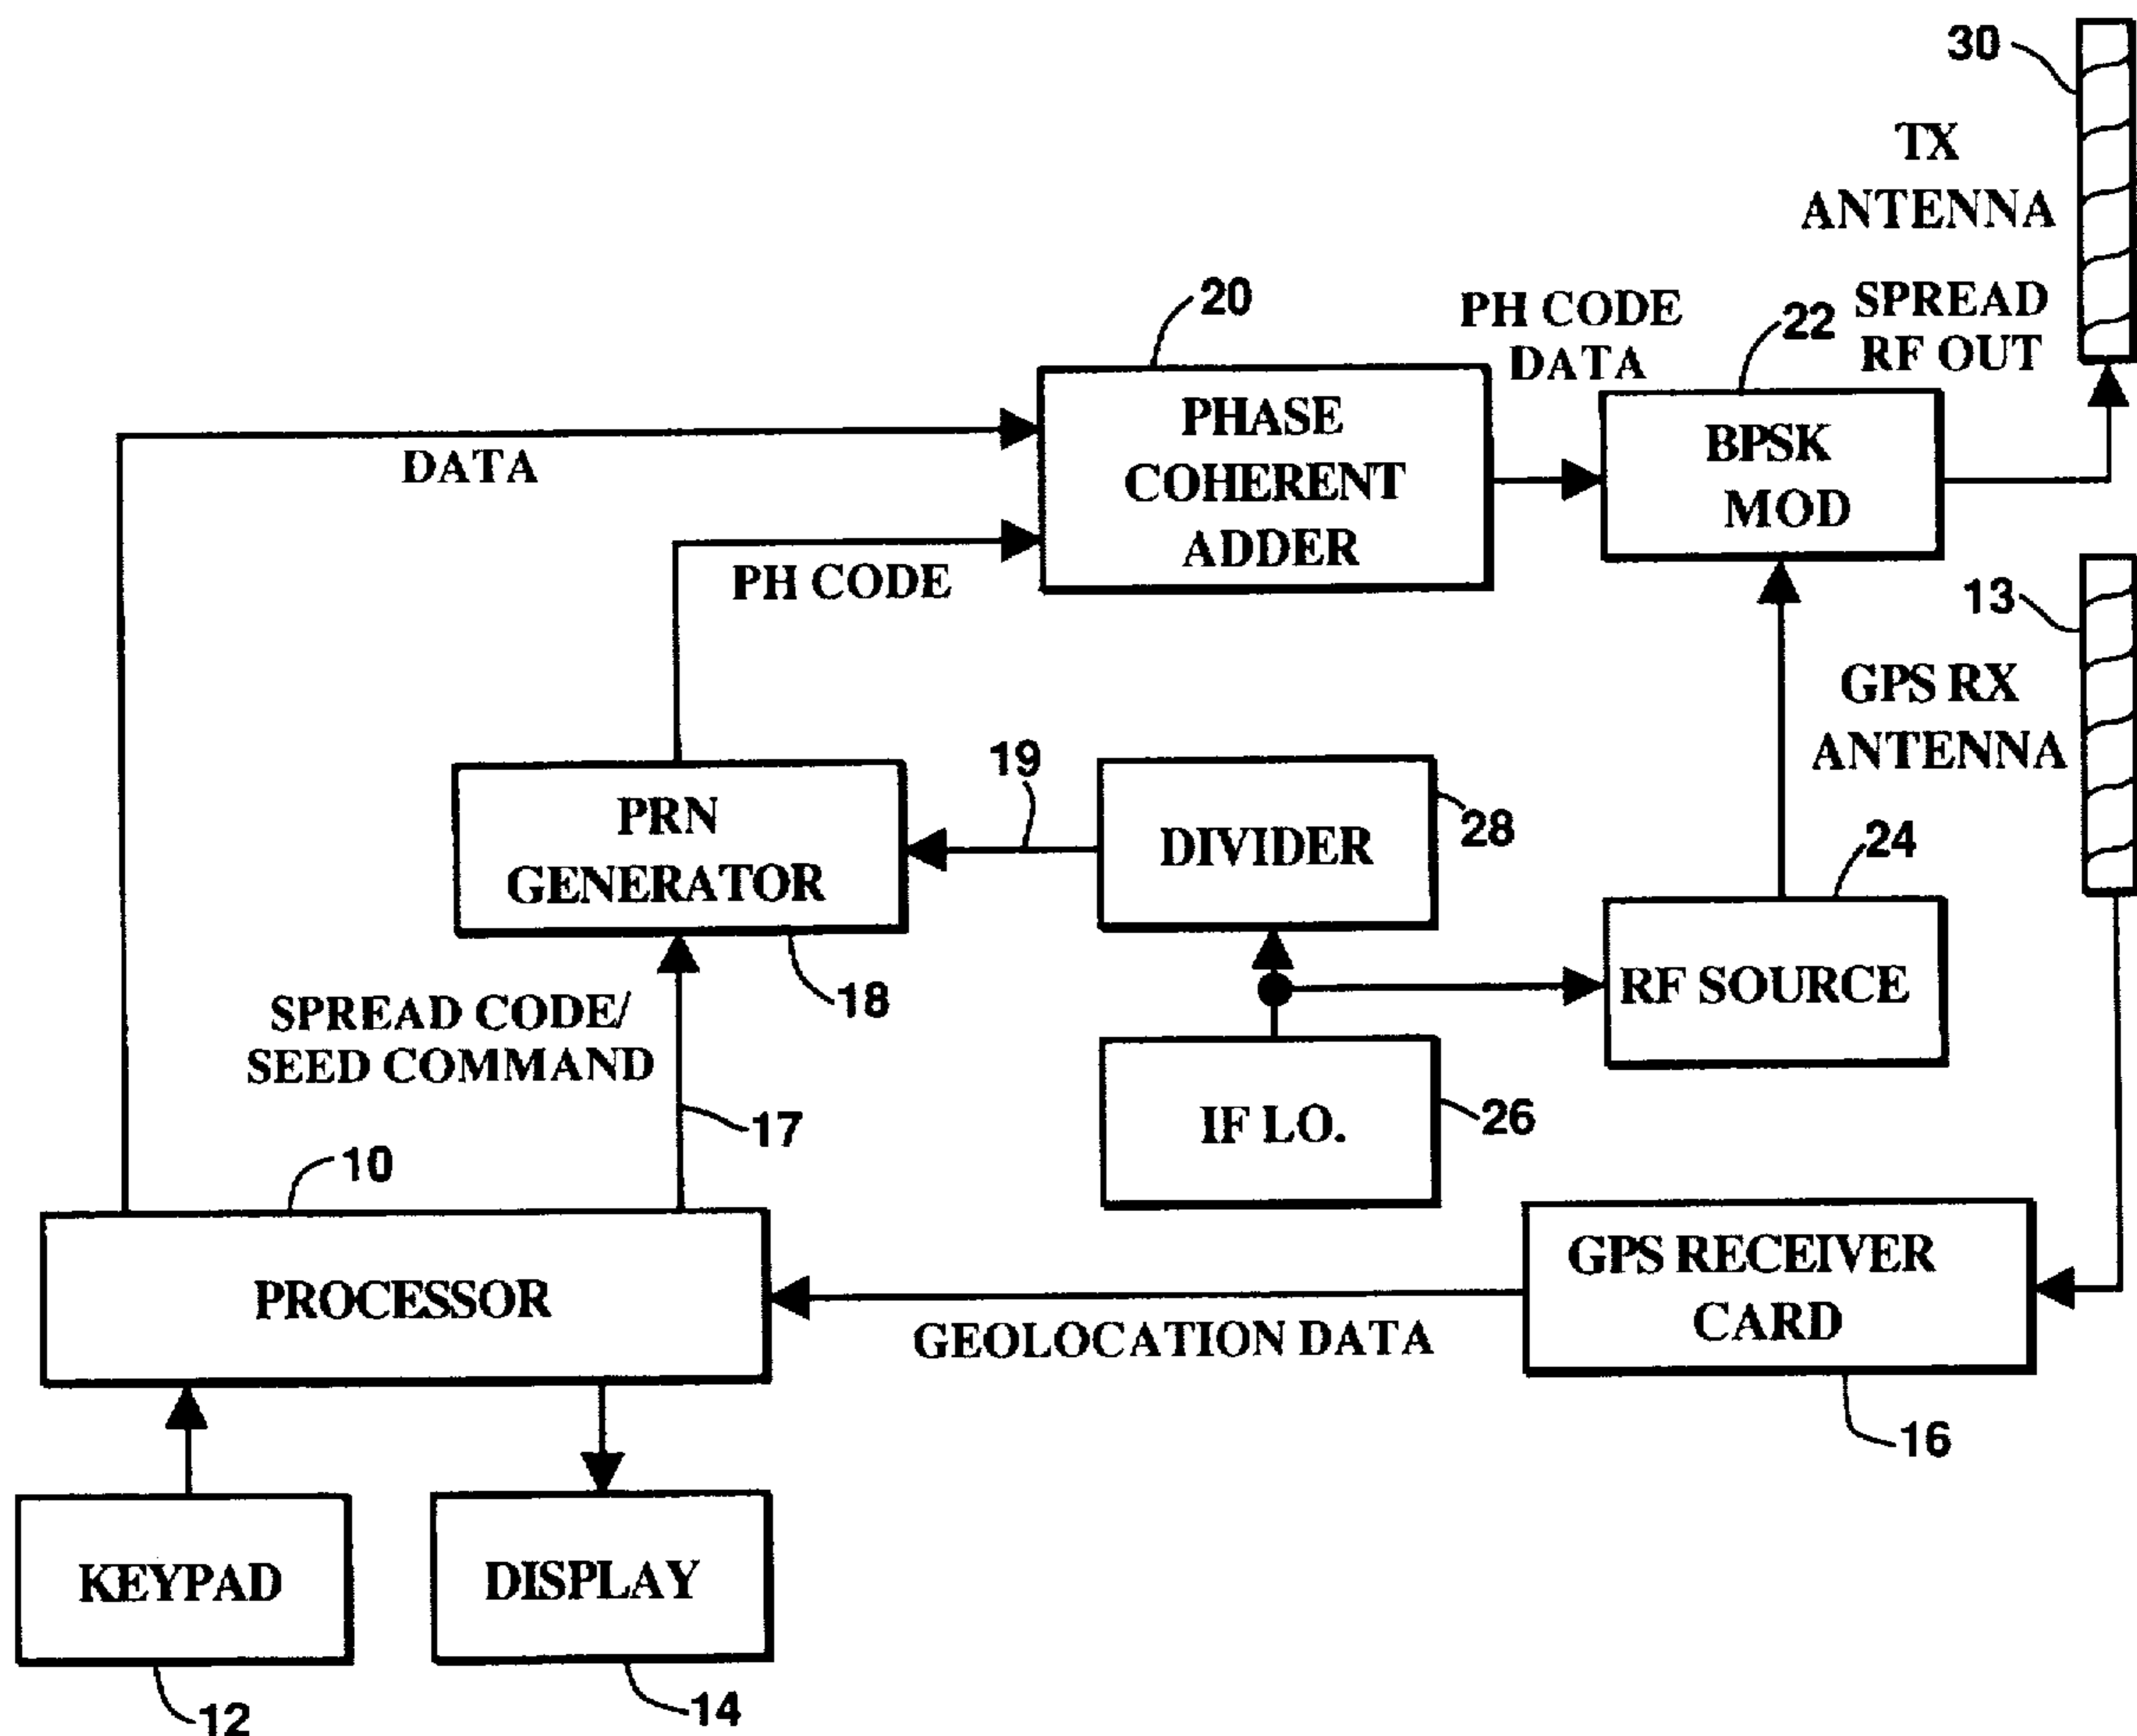 30
TX
ANTENNA
20
PH CODE
DATA
22
SPREAD
RF OUT
PHASE
COHERENT
ADDER
BPSK
MOD
DATA
PH CODE
13
GPS RX
ANTENNA
19
PRN
GENERATOR
DIVIDER
28
24
18
RF SOURCE
SPREAD CODE/
SEED COMMAND
17
IF LO.
26
10
PROCESSOR
GPS RECEIVER
CARD
GEOLOCATION DATA
16
KEYPAD
DISPLAY
12
14